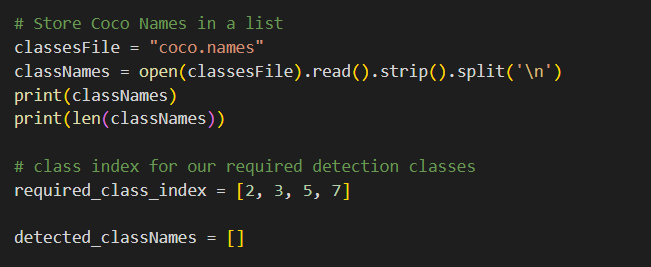 # Store Coco Names in a list
classesFile = "coco.names"
classNames = open(classesFile).read().strip().split('\n')
print(classNames)
print(len(classNames))
# class index for our required detection classes
required_class_index = [2, 3, 5, 7]
detected_classNames = []